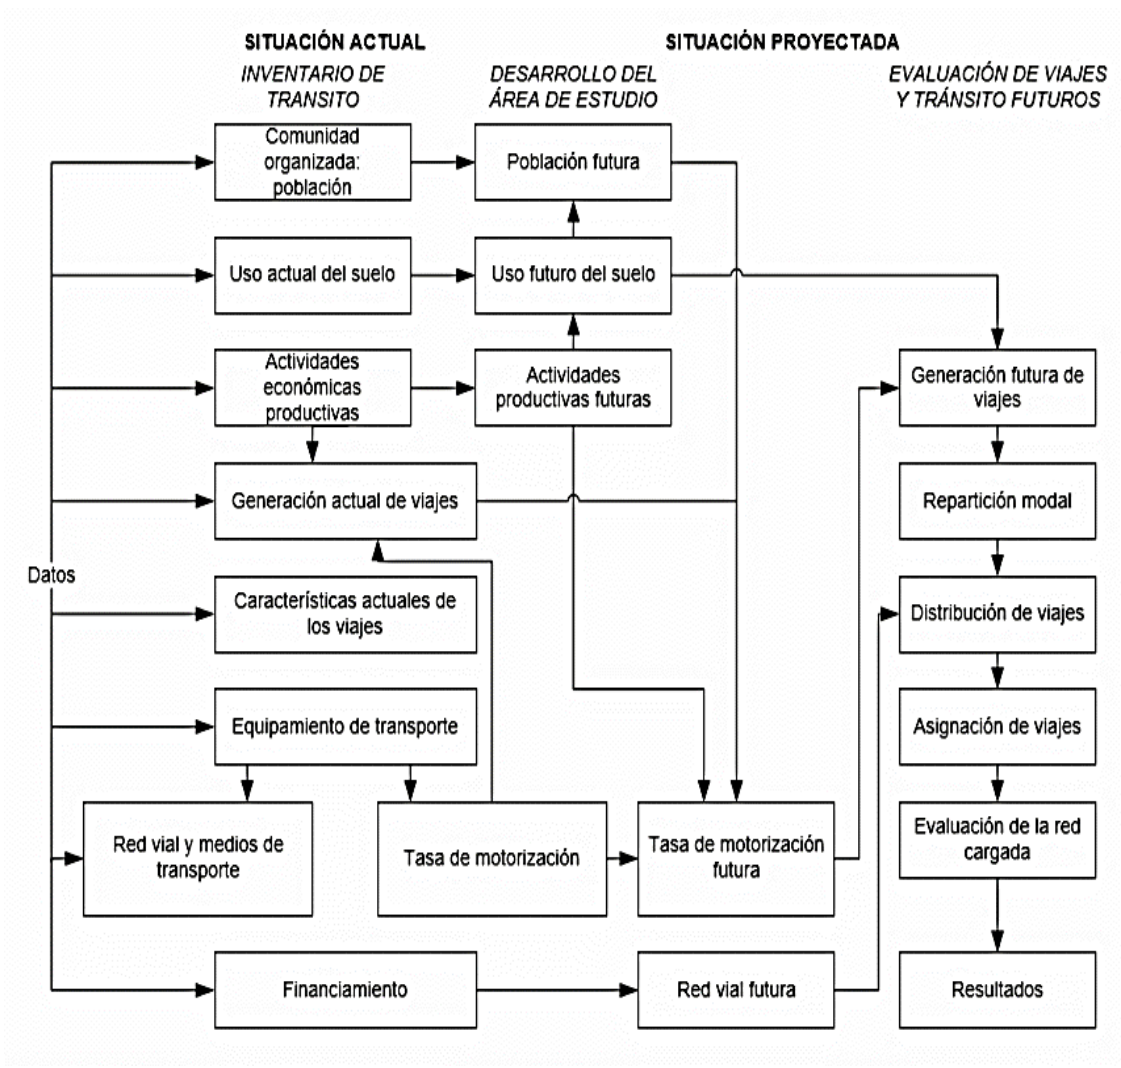 SITUACIÓN ACTUAL
SITUACIÓN PROYECTADA
INVENTARIO DE
TRANSITO
DESARROLLO DEL
ÁREA DE ESTUDIO
EVALUACIÓN DE VIAJES
Y TRÁNSITO FUTUROS
Comunidad
organizada:
población
Población futura
Uso actual del suelo
Uso futuro del suelo
Actividades
económicas
productivas
Actividades
productivas futuras
Generación futura de
viajes
Generación actual de viajes
Repartición modal
Datos
Características actuales de
los viajes
Distribución de viajes
Equipamiento de transporte
Asignación de viajes
Red vial y medios de
transporte
Tasa de motorización
Tasa de motorización
futura
Evaluación de la red
cargada
Financiamiento
Red vial futura
Resultados